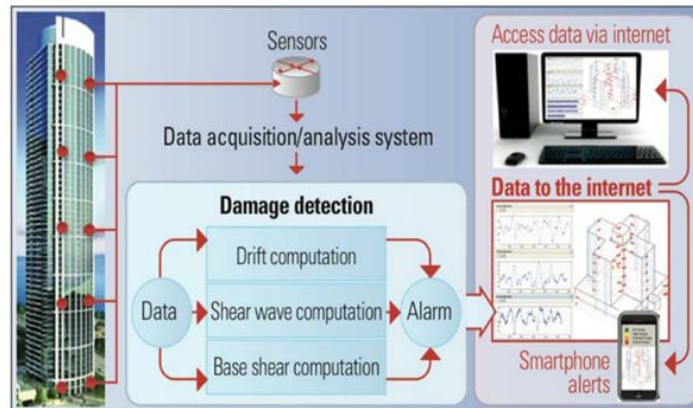 Sensors
Data acquisition/analysis system
Damage detection
Data
Drift computation
Shear wave computation
Base shear computation
Alarm
Access data via internet
Data to the internet
Smartphone
alerts